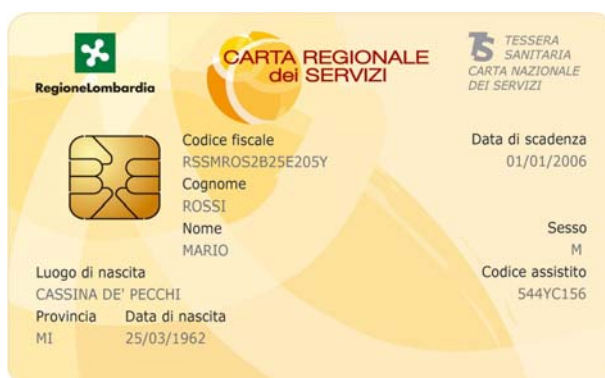 RegioneLombardia
CARTA REGIONALE
dei SERVIZI
TS TESSERA
SANITARIA
CARTA NAZIONALE
DEI SERVIZI
Codice fiscale
RSSMROS2B25E205Y
Data di scadenza
01/01/2006
Cognome
ROSSI
Nome
MARIO
Sesso
M
Luogo di nascita
CASSINA DE' PECCHI
Codice assistito
544YC156
Provincia Data di nascita
MI 25/03/1962